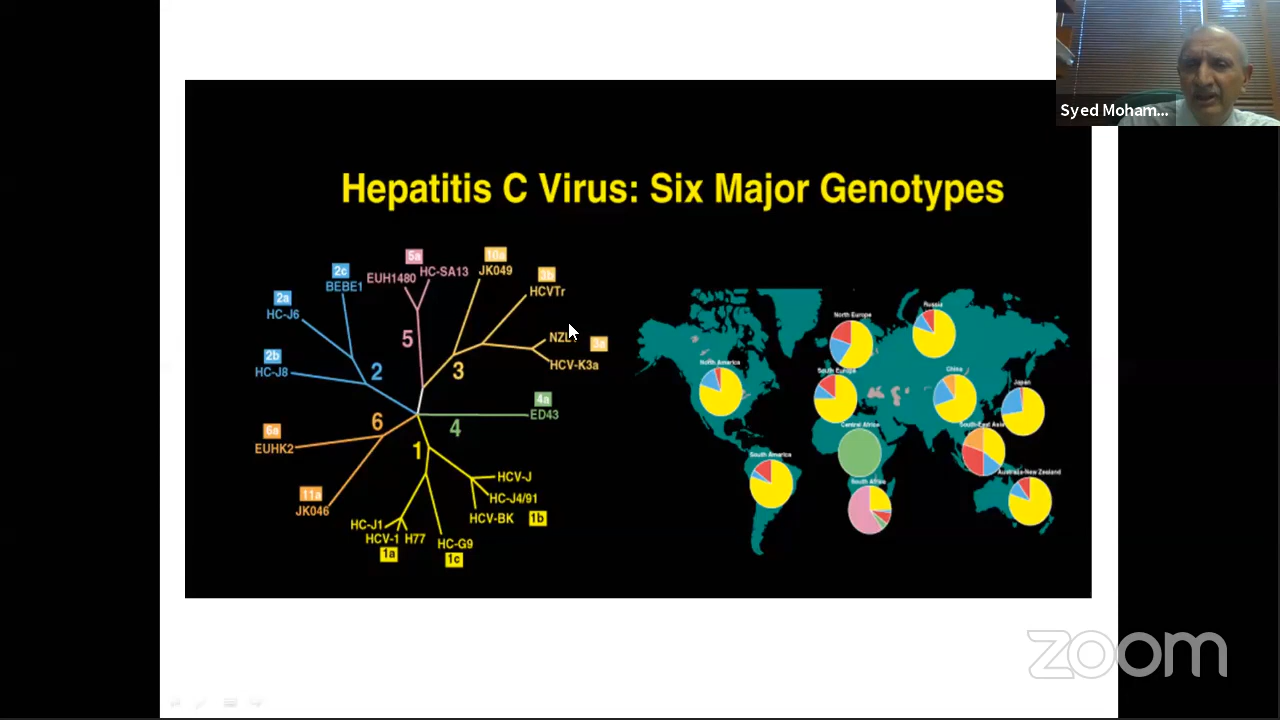 Syed Moham...
Hepatitis C Virus: Six Major Genotypes
5a
10a
2c
EUH1480
HC-SA13
JK049
BEBE1
3b
HCVTr
2a
HC-J6
5
3
3a
HCV-K3a
2b
HC-J8
2
4a
ED43
6
4
6a
EUHK2
1
HCV-J
HC-J4/91
11a
JK046
HCV-BK
1b
HC-J1
HCV-1
H77
HC-G9
1a
1c
Russia
North Europe
North America
South Europe
China
Japan
Central Africa
South-East Asia
South America
Australia-New Zealand
South Africa
zoom